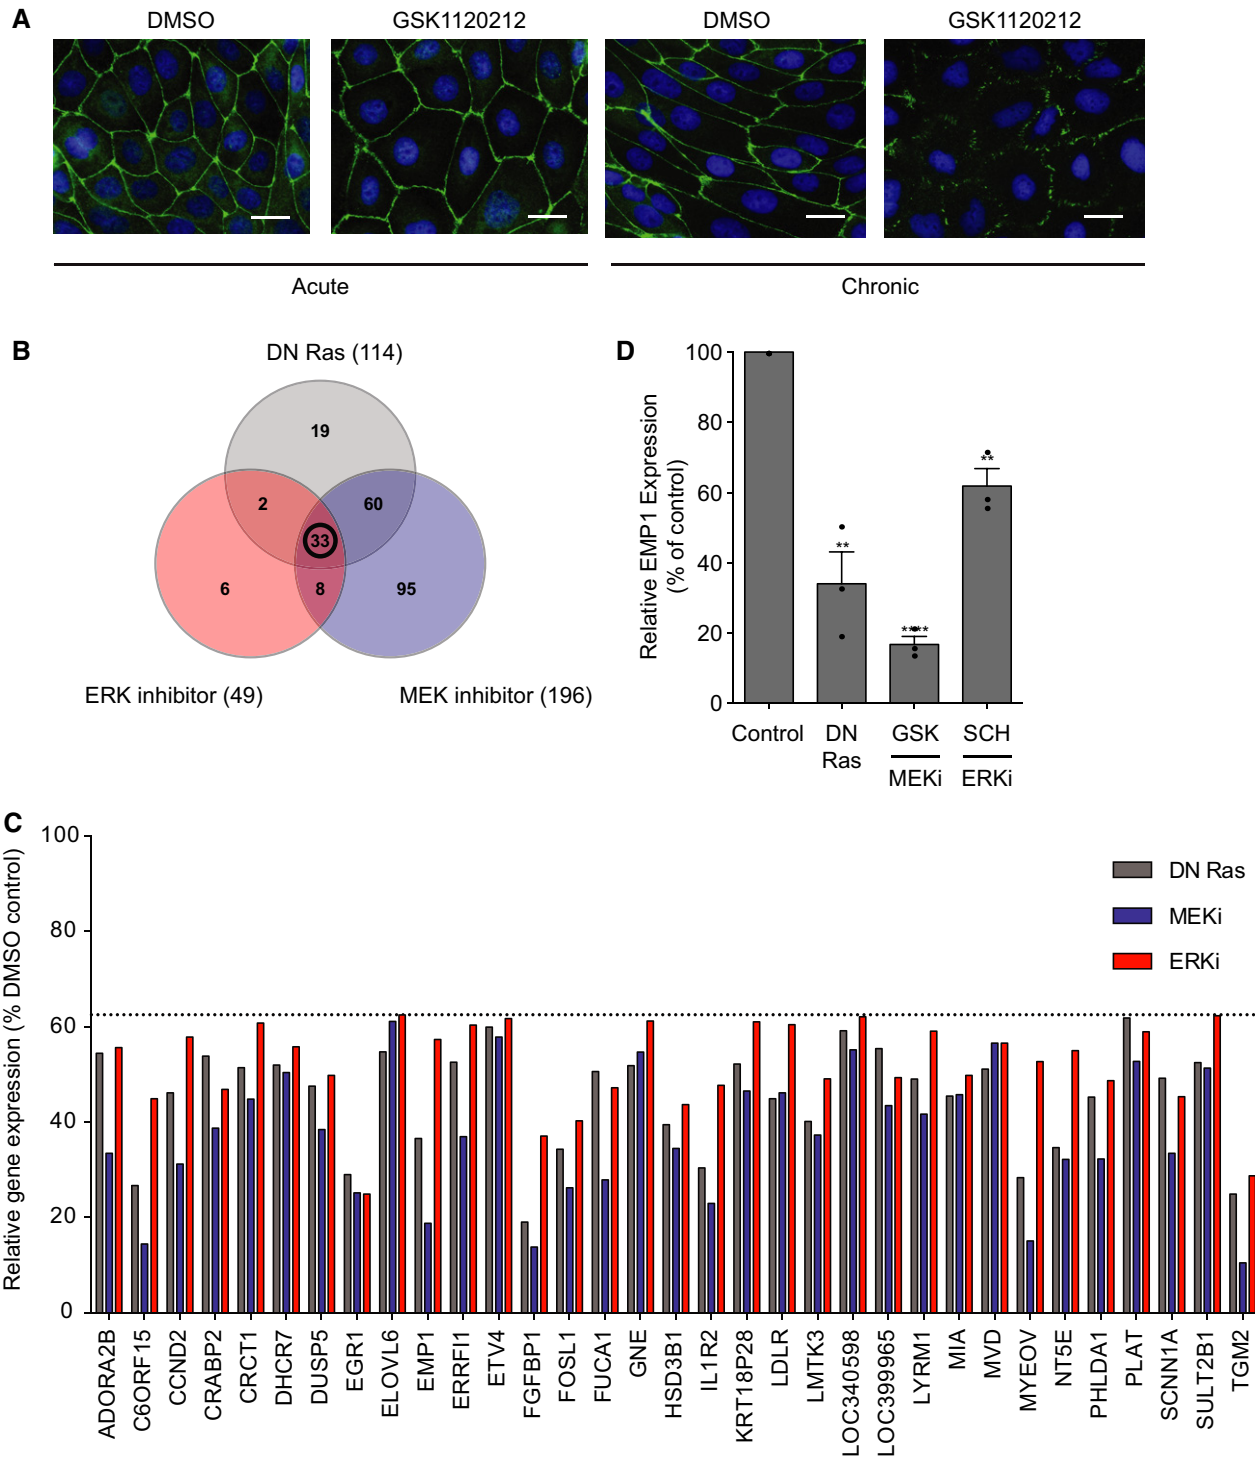 A
DMSO GSK1120212 DMSO GSK1120212
Acute Chronic
B
DN Ras (114)
19
2 60
33
6 8 95
ERK inhibitor (49) MEK inhibitor (196)
D
Relative EMP1 Expression
(% of control)
100
80
60
40
20
0
**
****
**
Control DN Ras GSK SCH
MEKi ERKi
C
Relative gene expression (% DMSO control)
100
80
60
40
20
0
DN Ras
MEKi
ERKi
ADORA2B
C6ORF15
CCND2
CRABP2
CRCT1
DHCR7
DUSP5
EGR1
ELOVL6
EMP1
ERRFI1
ETV4
FGFBP1
FOSL1
FUCA1
GNE
HSD3B1
IL1R2
KRT18P28
LDLR
LMTK3
LOC340598
LOC399965
LYRM1
MIA
MVD
MYEOV
NT5E
PHLDA1
PLAT
SCNN1A
SULT2B1
TGM2